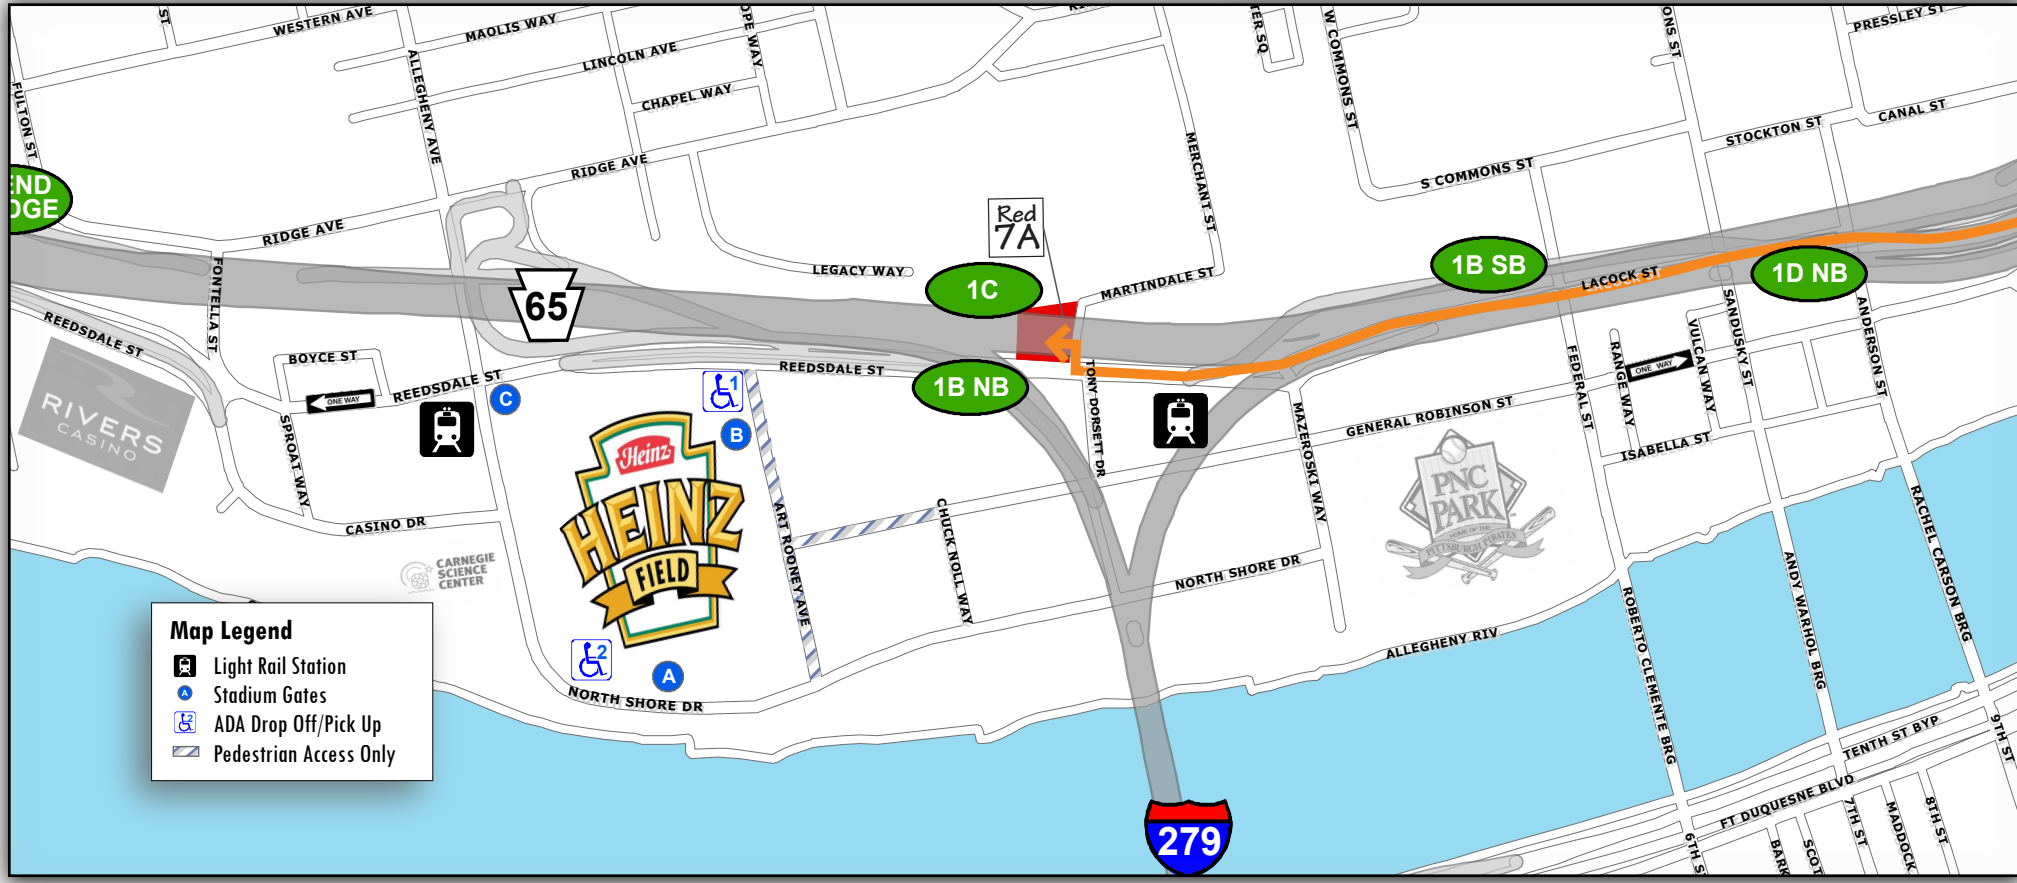 ST
WESTERN AVE
MAOLIS WAY
LINCOLN AVE
CHAPEL WAY
ALLEGHENY AVE
FULTON ST
RIDGE AVE
RIDGE AVE
LEGACY WAY
MERCHANT ST
MARTINDALE ST
W COMMONS ST
S COMMONS ST
STOCKTON ST
CANAL ST
PRESSLEY ST
END
DGE
Red
7A
1C
1B SB
1D NB
LACOCK ST
65
FONTELLA ST
REEDSDALE ST
BOYCE ST
ONE WAY
REEDSDALE ST
C
REEDSDALE ST
1B NB
1
B
RIVERS
CASINO
SPROAT WAY
CASINO DR
CARNEGIE
SCIENCE
CENTER
Heinz
HEINZ
FIELD
ART ROONEY AVE
CHUCK NOLL WAY
TONY DORSETT DR
GENERAL ROBINSON ST
MAZEROSKI WAY
NORTH SHORE DR
PNC
PARK
HOME OF THE
PITTSBURGH PIRATES
FEDERAL ST
RANGE WAY
ONE WAY
VULCAN WAY
SANDUSKY ST
ANDERSON ST
ISABELLA ST
2
A
NORTH SHORE DR
ALLEGHENY RIV
ROBERTO CLEMENTE BRG
ANDY WARHOL BRG
RACHEL CARSON BRG
TENTH ST BYP
FT DUQUESNE BLVD
9TH ST
8TH ST
MADDOCK
7TH ST
6TH S
279
Map Legend
Light Rail Station
A Stadium Gates
2 ADA Drop Off/Pick Up
Pedestrian Access Only